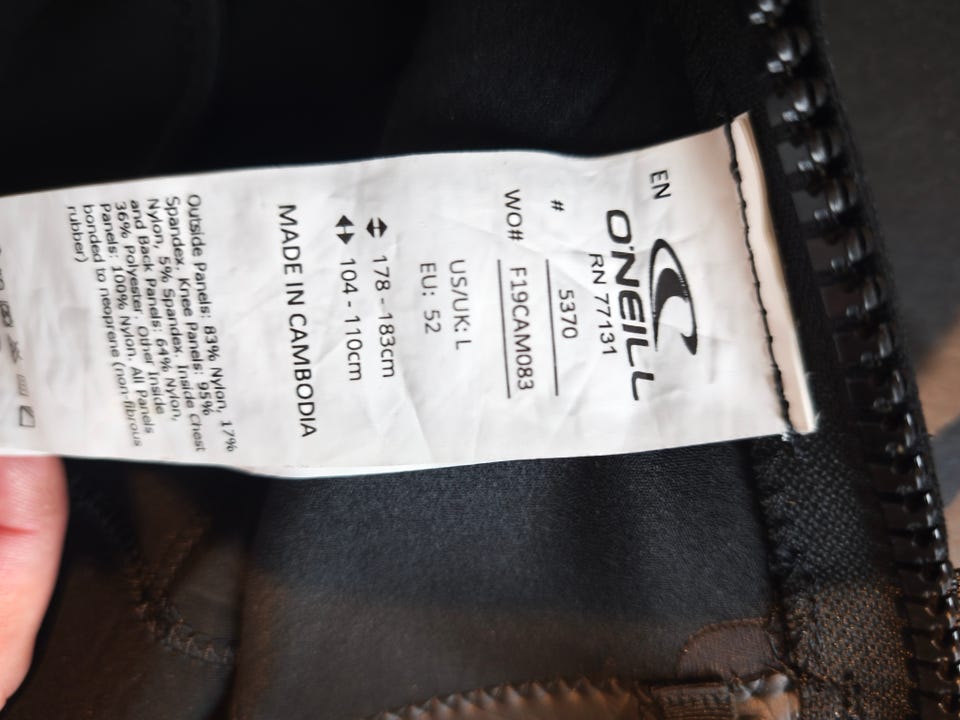 EN
O'NEILL
RN 77131
# 5370
WO# F19CAM083
US/UK: L
EU: 52
178 - 183cm
104 - 110cm
MADE IN CAMBODIA
Outside Panels: 83% Nylon, 17%
Spandex, Knee Panels: 95%
Nylon, 5% Spandex. Inside Chest
and Back Panels: 64% Nylon,
36% Polyester. Other Inside
Panels: 100% Nylon. All Panels
bonded to neoprene (non-fibrous
rubber)